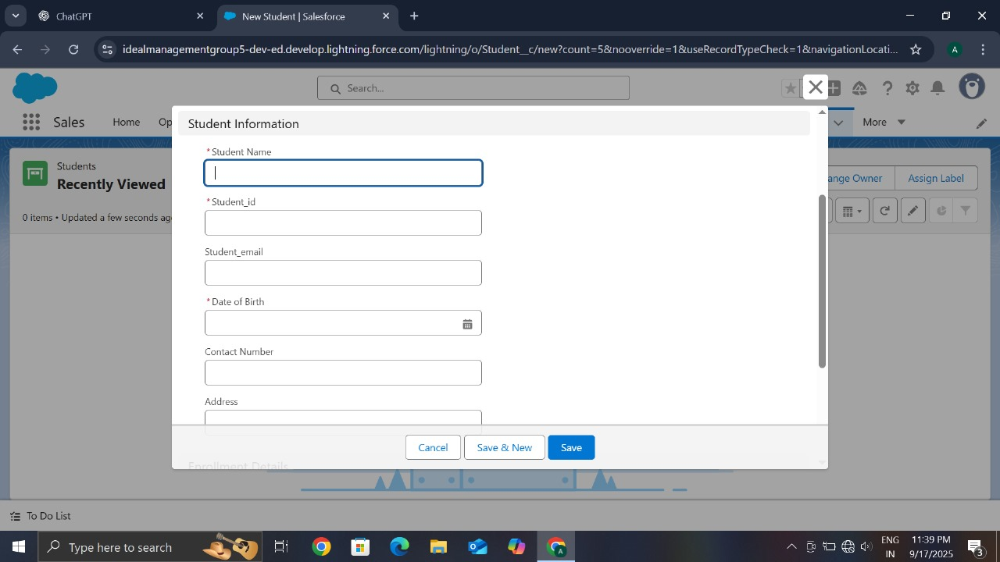 ChatGPT
New Student | Salesforce
idealmanagementgroup5-dev-ed.develop.lightning.force.com/lightning/o/Student__c/new?count=5&nooverride=1&useRecordTypeCheck=1&navigationLocati...
A
Search...
Sales
Home
Op
More
Students
Recently Viewed
0 items • Updated a few seconds ag
ange Owner
Assign Label
Student Information
*Student Name
*Student_id
Student_email
*Date of Birth
Contact Number
Address
Enrollment Details
Cancel
Save & New
Save
To Do List
Type here to search
A
ENG
IN
11:39 PM
9/17/2025
3